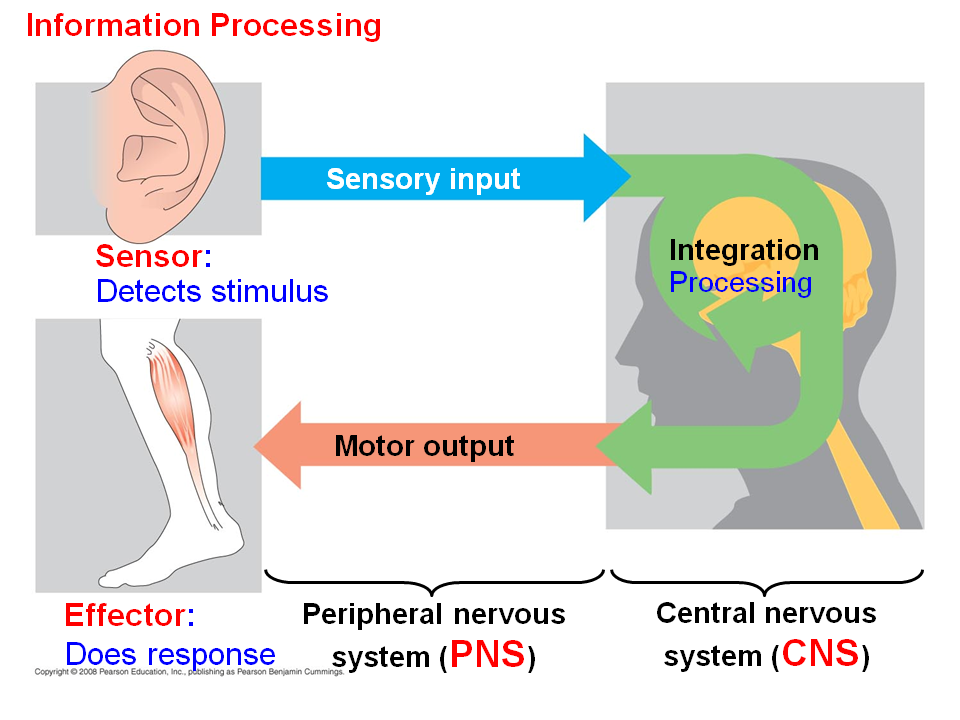 Information Processing
Sensory input
Sensor:
Detects stimulus
Integration
Processing
Motor output
Effector:
Does response
Peripheral nervous
system (PNS)
Central nervous
system (CNS)
Copyright © 2008 Pearson Education, Inc., publishing as Pearson Benjamin Cummings.